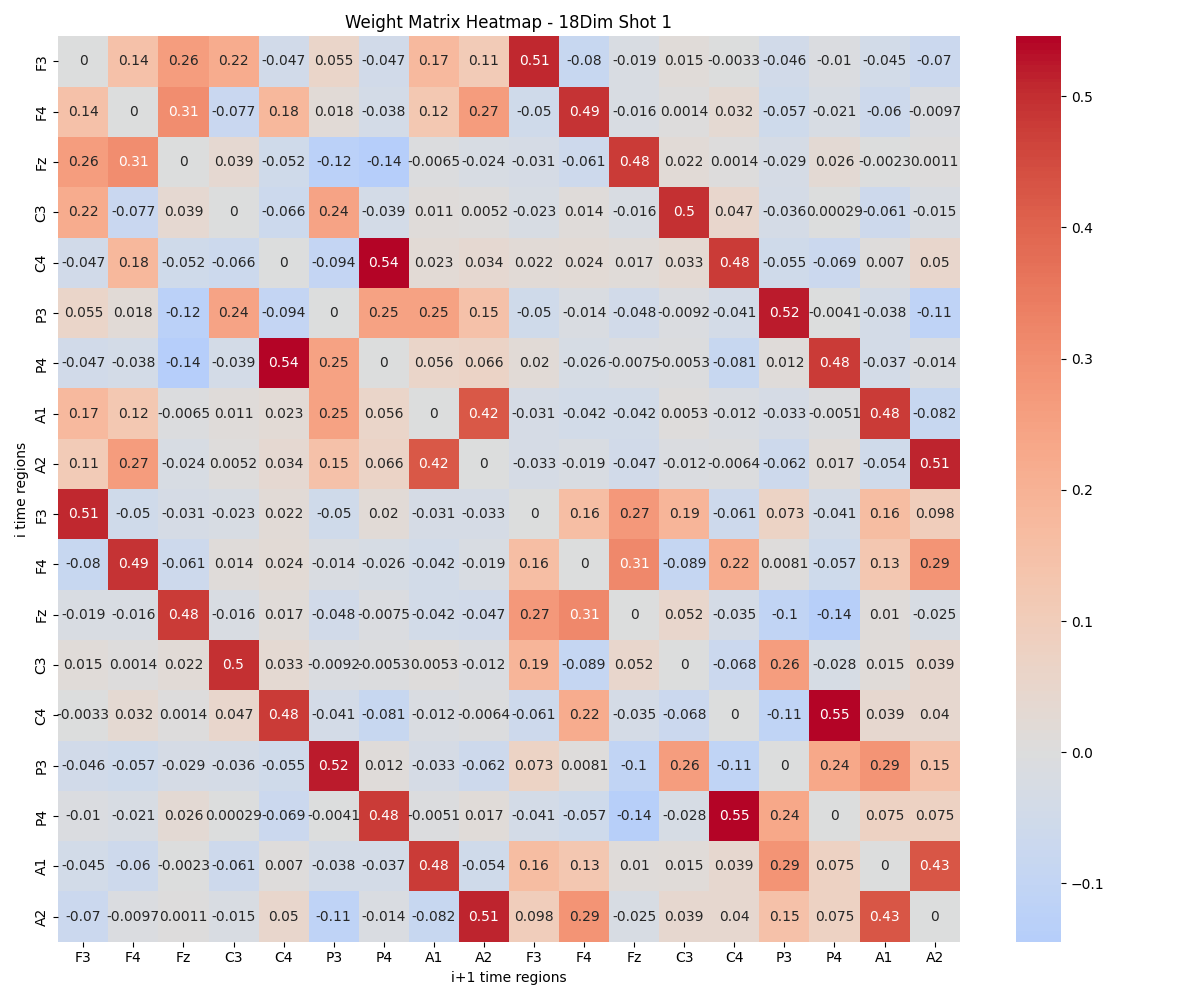 Weight Matrix Heatmap - 18Dim Shot 1
F3 0 0.14 0.26 0.22 -0.047 0.055 -0.047 0.17 0.11 0.51 -0.08 -0.019 0.015 -0.0033 -0.046 -0.01 -0.045 -0.07
F4 0.14 0 0.31 -0.077 0.18 0.018 -0.038 0.12 0.27 -0.05 0.49 -0.016 0.0014 0.032 -0.057 -0.021 -0.06 -0.0097
Fz 0.26 0.31 0 0.039 -0.052 -0.12 -0.14 -0.0065 -0.024 -0.031 -0.061 0.48 0.022 0.0014 -0.029 0.026 -0.0023 0.0011
C3 0.22 -0.077 0.039 0 -0.066 0.24 -0.039 0.011 0.0052 -0.023 0.014 -0.016 0.5 0.047 -0.036 0.00029 -0.061 -0.015
C4 -0.047 0.18 -0.052 -0.066 0 -0.094 0.54 0.023 0.034 0.022 0.024 0.017 0.033 0.48 -0.055 -0.069 0.007 0.05
P3 0.055 0.018 -0.12 0.24 -0.094 0 0.25 0.25 0.15 -0.05 -0.014 -0.048 -0.0092 -0.041 0.52 -0.0041 -0.038 -0.11
P4 -0.047 -0.038 -0.14 -0.039 0.54 0.25 0 0.056 0.066 0.02 -0.026 -0.0075 -0.0053 -0.081 0.012 0.48 -0.037 -0.014
A1 0.17 0.12 -0.0065 0.011 0.023 0.25 0.056 0 0.42 -0.031 -0.042 -0.042 0.0053 -0.012 -0.033 -0.0051 0.48 -0.082
A2 0.11 0.27 -0.024 0.0052 0.034 0.15 0.066 0.42 0 -0.033 -0.019 -0.047 -0.012 -0.0064 -0.062 0.017 -0.054 0.51
F3 0.51 -0.05 -0.031 -0.023 0.022 -0.05 0.02 -0.031 -0.033 0 0.16 0.27 0.19 -0.061 0.073 -0.041 0.16 0.098
F4 -0.08 0.49 -0.061 0.014 0.024 -0.014 -0.026 -0.042 -0.019 0.16 0 0.31 -0.089 0.22 0.0081 -0.057 0.13 0.29
Fz -0.019 -0.016 0.48 -0.016 0.017 -0.048 -0.0075 -0.042 -0.047 0.27 0.31 0 0.052 -0.035 -0.1 -0.14 0.01 -0.025
C3 0.015 0.0014 0.022 0.5 0.033 -0.0092 -0.0053 0.0053 -0.012 0.19 -0.089 0.052 0 -0.068 0.26 -0.028 0.015 0.039
C4 -0.0033 0.032 0.0014 0.047 0.48 -0.041 -0.081 -0.012 -0.0064 -0.061 0.22 -0.035 -0.068 0 -0.11 0.55 0.039 0.04
P3 -0.046 -0.057 -0.029 -0.036 -0.055 0.52 0.012 -0.033 -0.062 0.073 0.0081 -0.1 0.26 -0.11 0 0.24 0.29 0.15
P4 -0.01 -0.021 0.026 0.00029 -0.069 -0.0041 0.48 -0.0051 0.017 -0.041 -0.057 -0.14 -0.028 0.55 0.24 0 0.075 0.075
A1 -0.045 -0.06 -0.0023 -0.061 0.007 -0.038 -0.037 0.48 -0.054 0.16 0.13 0.01 0.015 0.039 0.29 0.075 0 0.43
A2 -0.07 -0.0097 0.0011 -0.015 0.05 -0.11 -0.014 -0.082 0.51 0.098 0.29 -0.025 0.039 0.04 0.15 0.075 0.43 0
F3 F4 Fz C3 C4 P3 P4 A1 A2 F3 F4 Fz C3 C4 P3 P4 A1 A2
i+1 time regions
i time regions
0.5
0.4
0.3
0.2
0.1
0.0
−0.1